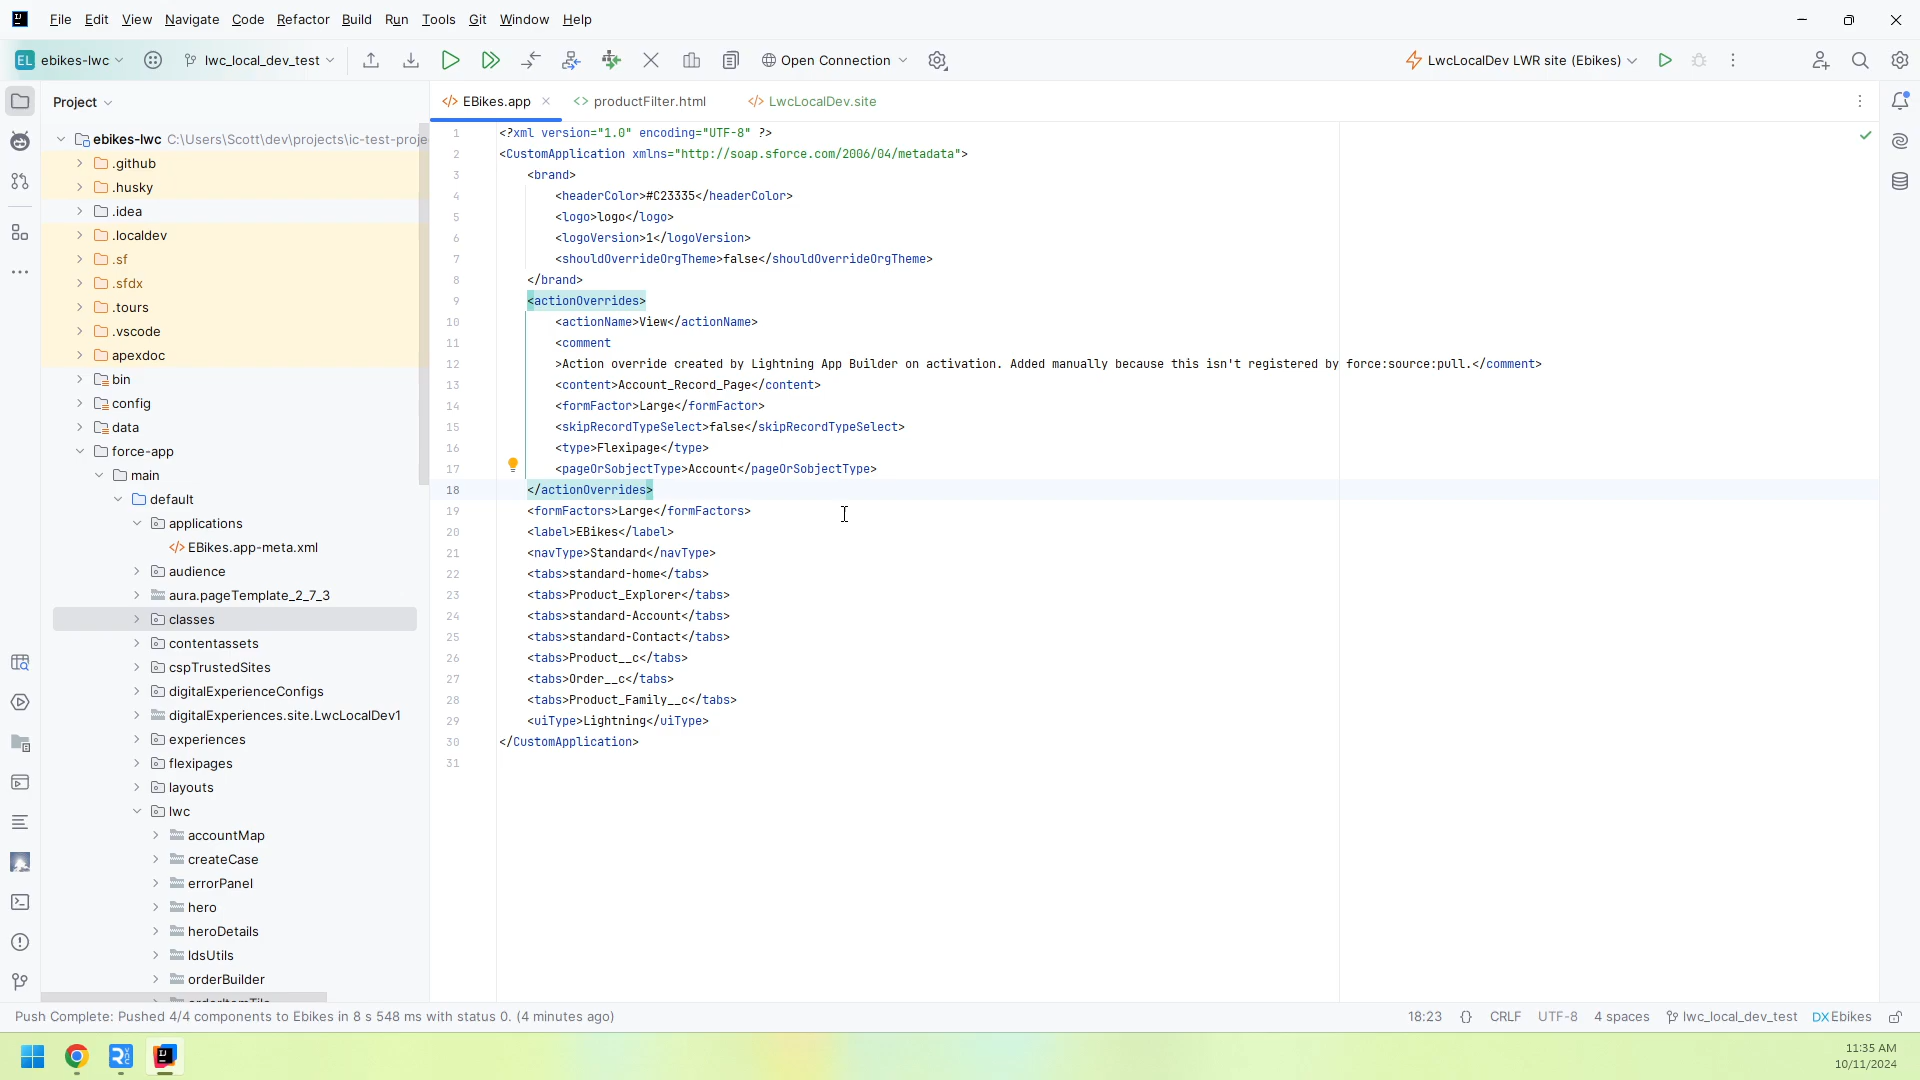 File Edit View Navigate Code Refactor Build Run Tools Git Window Help
EL ebikes-lwc lwc_local_dev_test Open Connection LwcLocalDev LWR site (Ebikes)
Project
EBikes.app productFilter.html LwcLocalDev.site
ebikes-lwc C:\Users\Scott\dev\projects\ic-test-proje
.github
.husky
.idea
.localdev
.sf
.sfdx
.tours
.vscode
apexdoc
bin
config
data
force-app
main
default
applications
EBikes.app-meta.xml
audience
aura.pageTemplate_2_7_3
classes
contentassets
cspTrustedSites
digitalExperienceConfigs
digitalExperiences.site.LwcLocalDev1
experiences
flexipages
layouts
lwc
accountMap
createCase
errorPanel
hero
heroDetails
ldsUtils
orderBuilder
orderItemTile
1 <?xml version="1.0" encoding="UTF-8" ?>
2 <CustomApplication xmlns="http://soap.sforce.com/2006/04/metadata">
3 <brand>
4 <headerColor>#C23335</headerColor>
5 <logo>logo</logo>
6 <logoVersion>1</logoVersion>
7 <shouldOverrideOrgTheme>false</shouldOverrideOrgTheme>
8 </brand>
9 <actionOverrides>
10 <actionName>View</actionName>
11 <comment
12 >Action override created by Lightning App Builder on activation. Added manually because this isn't registered by force:source:pull.</comment>
13 <content>Account_Record_Page</content>
14 <formFactor>Large</formFactor>
15 <skipRecordTypeSelect>false</skipRecordTypeSelect>
16 <type>Flexipage</type>
17 <pageOrSobjectType>Account</pageOrSobjectType>
18 </actionOverrides>
19 <formFactors>Large</formFactors>
20 <label>EBikes</label>
21 <navType>Standard</navType>
22 <tabs>standard-home</tabs>
23 <tabs>Product_Explorer</tabs>
24 <tabs>standard-Account</tabs>
25 <tabs>standard-Contact</tabs>
26 <tabs>Product__c</tabs>
27 <tabs>Order__c</tabs>
28 <tabs>Product_Family__c</tabs>
29 <uiType>Lightning</uiType>
30 </CustomApplication>
31
Push Complete: Pushed 4/4 components to Ebikes in 8 s 548 ms with status 0. (4 minutes ago) 18:23 {} CRLF UTF-8 4 spaces lwc_local_dev_test DX Ebikes
11:35 AM
10/11/2024